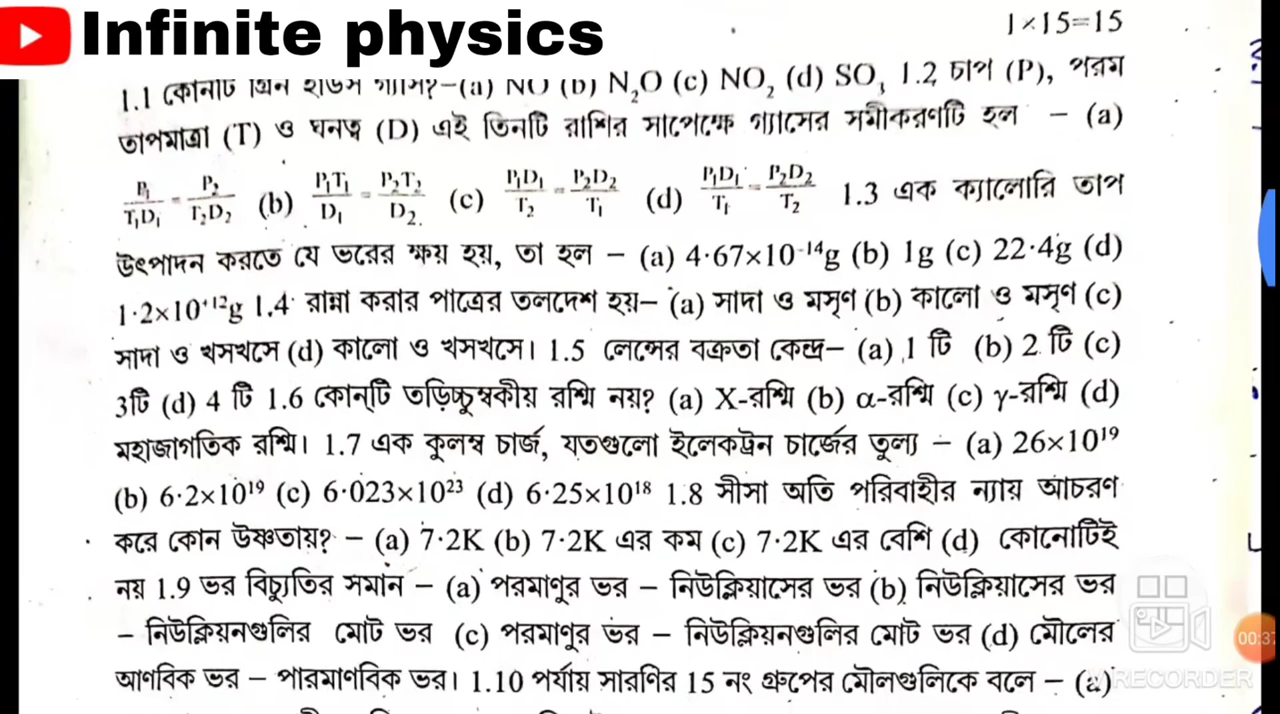 Infinite physics
1×15=15
1.1 কোনটি গ্রিন হাউস গ্যাস?–(a) NO (b) N₂O (c) NO₂ (d) SO₃ 1.2 চাপ (P), পরম
তাপমাত্রা (T) ও ঘনত্ব (D) এই তিনটি রাশির সাপেক্ষে গ্যাসের সমীকরণটি হল – (a)
P₁/T₁D₁ = P₂/T₂D₂ (b) P₁T₁/D₁ = P₂T₂/D₂ (c) P₁D₁/T₂ = P₂D₂/T₁ (d) P₁D₁/T₁ = P₂D₂/T₂ 1.3 এক ক্যালোরি তাপ
উৎপাদন করতে যে ভরের ক্ষয় হয়, তা হল – (a) 4·67×10⁻¹⁴g (b) 1g (c) 22·4g (d)
1·2×10⁺¹²g 1.4 রান্না করার পাত্রের তলদেশ হয়– (a) সাদা ও মসৃণ (b) কালো ও মসৃণ (c)
সাদা ও খসখসে (d) কালো ও খসখসে। 1.5 লেন্সের বক্রতা কেন্দ্র– (a) 1 টি (b) 2 টি (c)
3টি (d) 4 টি 1.6 কোন্‌টি তড়িচ্চুম্বকীয় রশ্মি নয়? (a) X-রশ্মি (b) α-রশ্মি (c) γ-রশ্মি (d)
মহাজাগতিক রশ্মি। 1.7 এক কুলম্ব চার্জ, যতগুলো ইলেকট্রন চার্জের তুল্য – (a) 26×10¹⁹
(b) 6·2×10¹⁹ (c) 6·023×10²³ (d) 6·25×10¹⁸ 1.8 সীসা অতি পরিবাহীর ন্যায় আচরণ
করে কোন উষ্ণতায়? – (a) 7·2K (b) 7·2K এর কম (c) 7·2K এর বেশি (d) কোনোটিই
নয় 1.9 ভর বিচ্যুতির সমান – (a) পরমাণুর ভর – নিউক্লিয়াসের ভর (b) নিউক্লিয়াসের ভর
– নিউক্লিয়নগুলির মোট ভর (c) পরমাণুর ভর – নিউক্লিয়নগুলির মোট ভর (d) মৌলের
আণবিক ভর – পারমাণবিক ভর। 1.10 পর্যায় সারণির 15 নং গ্রুপের মৌলগুলিকে বলে – (a)
00:37
RECORDER